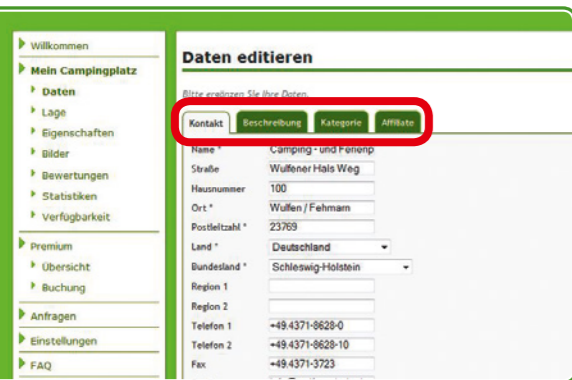 Willkommen
Mein Campingplatz
Daten
Lage
Eigenschaften
Bilder
Bewertungen
Statistiken
Verfügbarkeit
Premium
Übersicht
Buchung
Anfragen
Einstellungen
FAQ
Daten editieren
Bitte ergänzen Sie Ihre Daten.
Kontakt Beschreibung Kategorie Affiliate
Name * Camping - und Ferienp
Straße Wulfener Hals Weg
Hausnummer 100
Ort * Wulfen / Fehmarn
Postleitzahl * 23769
Land * Deutschland
Bundesland * Schleswig-Holstein
Region 1
Region 2
Telefon 1 +49.4371-8628-0
Telefon 2 +49.4371-8628-10
Fax +49.4371-3723